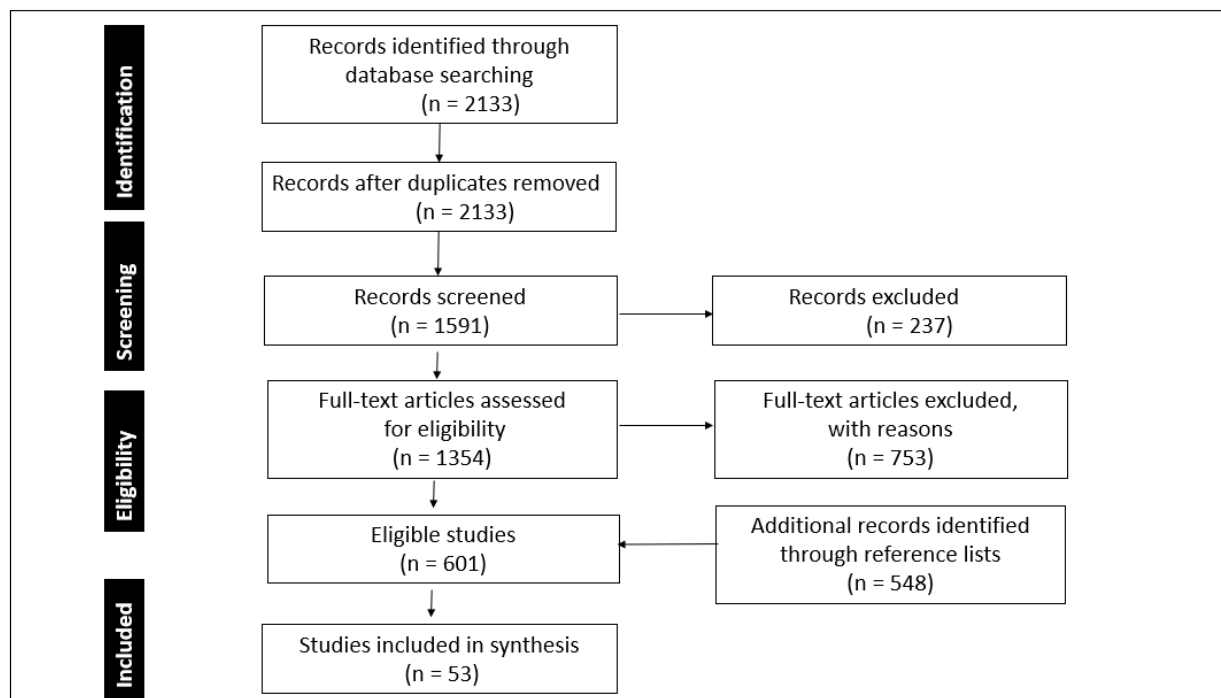 Identification
Records identified through
database searching
(n = 2133)
Records after duplicates removed
(n = 2133)
Screening
Records screened
(n = 1591)
Records excluded
(n = 237)
Eligibility
Full-text articles assessed
for eligibility
(n = 1354)
Full-text articles excluded,
with reasons
(n = 753)
Eligible studies
(n = 601)
Additional records identified
through reference lists
(n = 548)
Included
Studies included in synthesis
(n = 53)